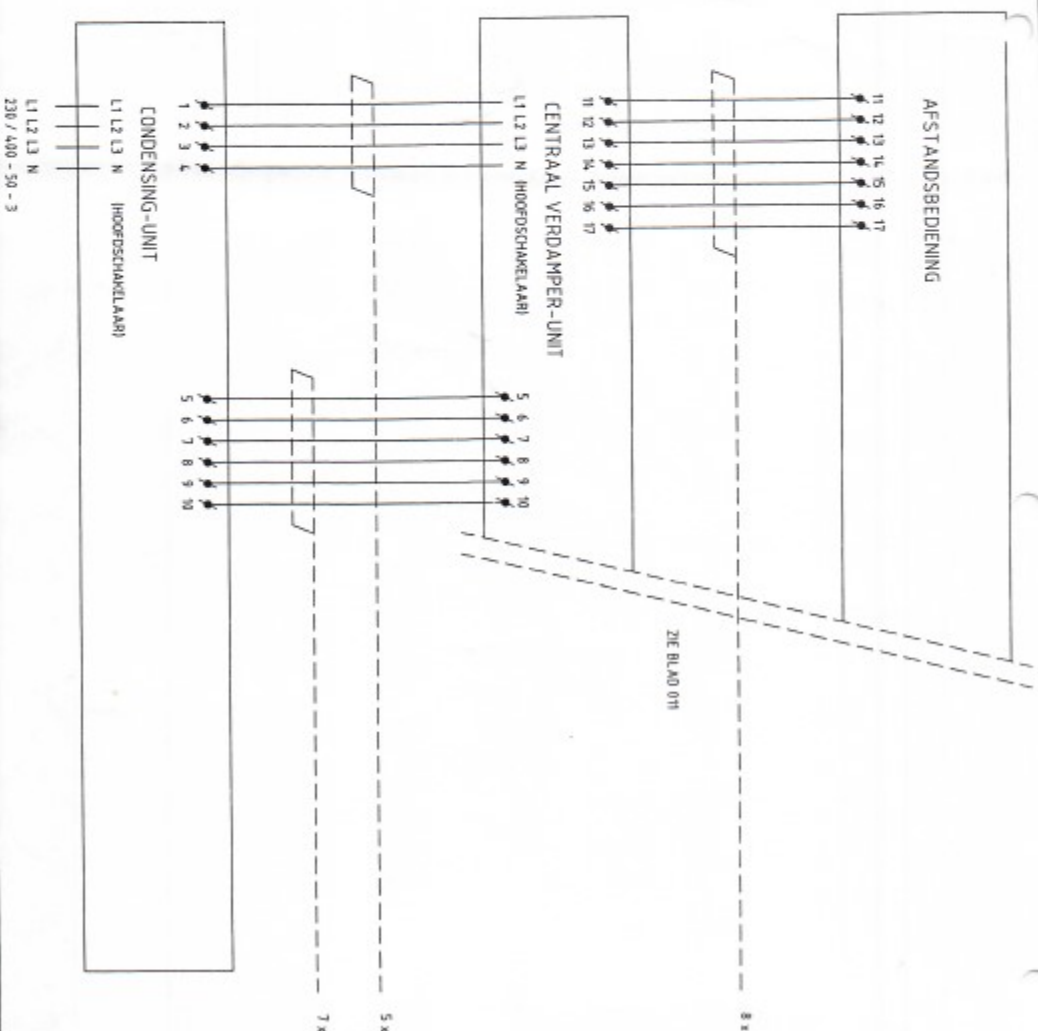 AFSTANDSBEDIENING
11 12 13 14 15 16 17
8 x
ZIE BLAD 011
11 12 13 14 15 16 17
CENTRAAL VERDAMPER-UNIT
L1 L2 L3 N (HOOFDSCHAKELAAR)
5 6 7 8 9 10
5 x
7 x
1 2 3 4
5 6 7 8 9 10
CONDENSING-UNIT
L1 L2 L3 N (HOOFDSCHAKELAAR)
L1 L2 L3 N
230 / 400 - 50 - 3